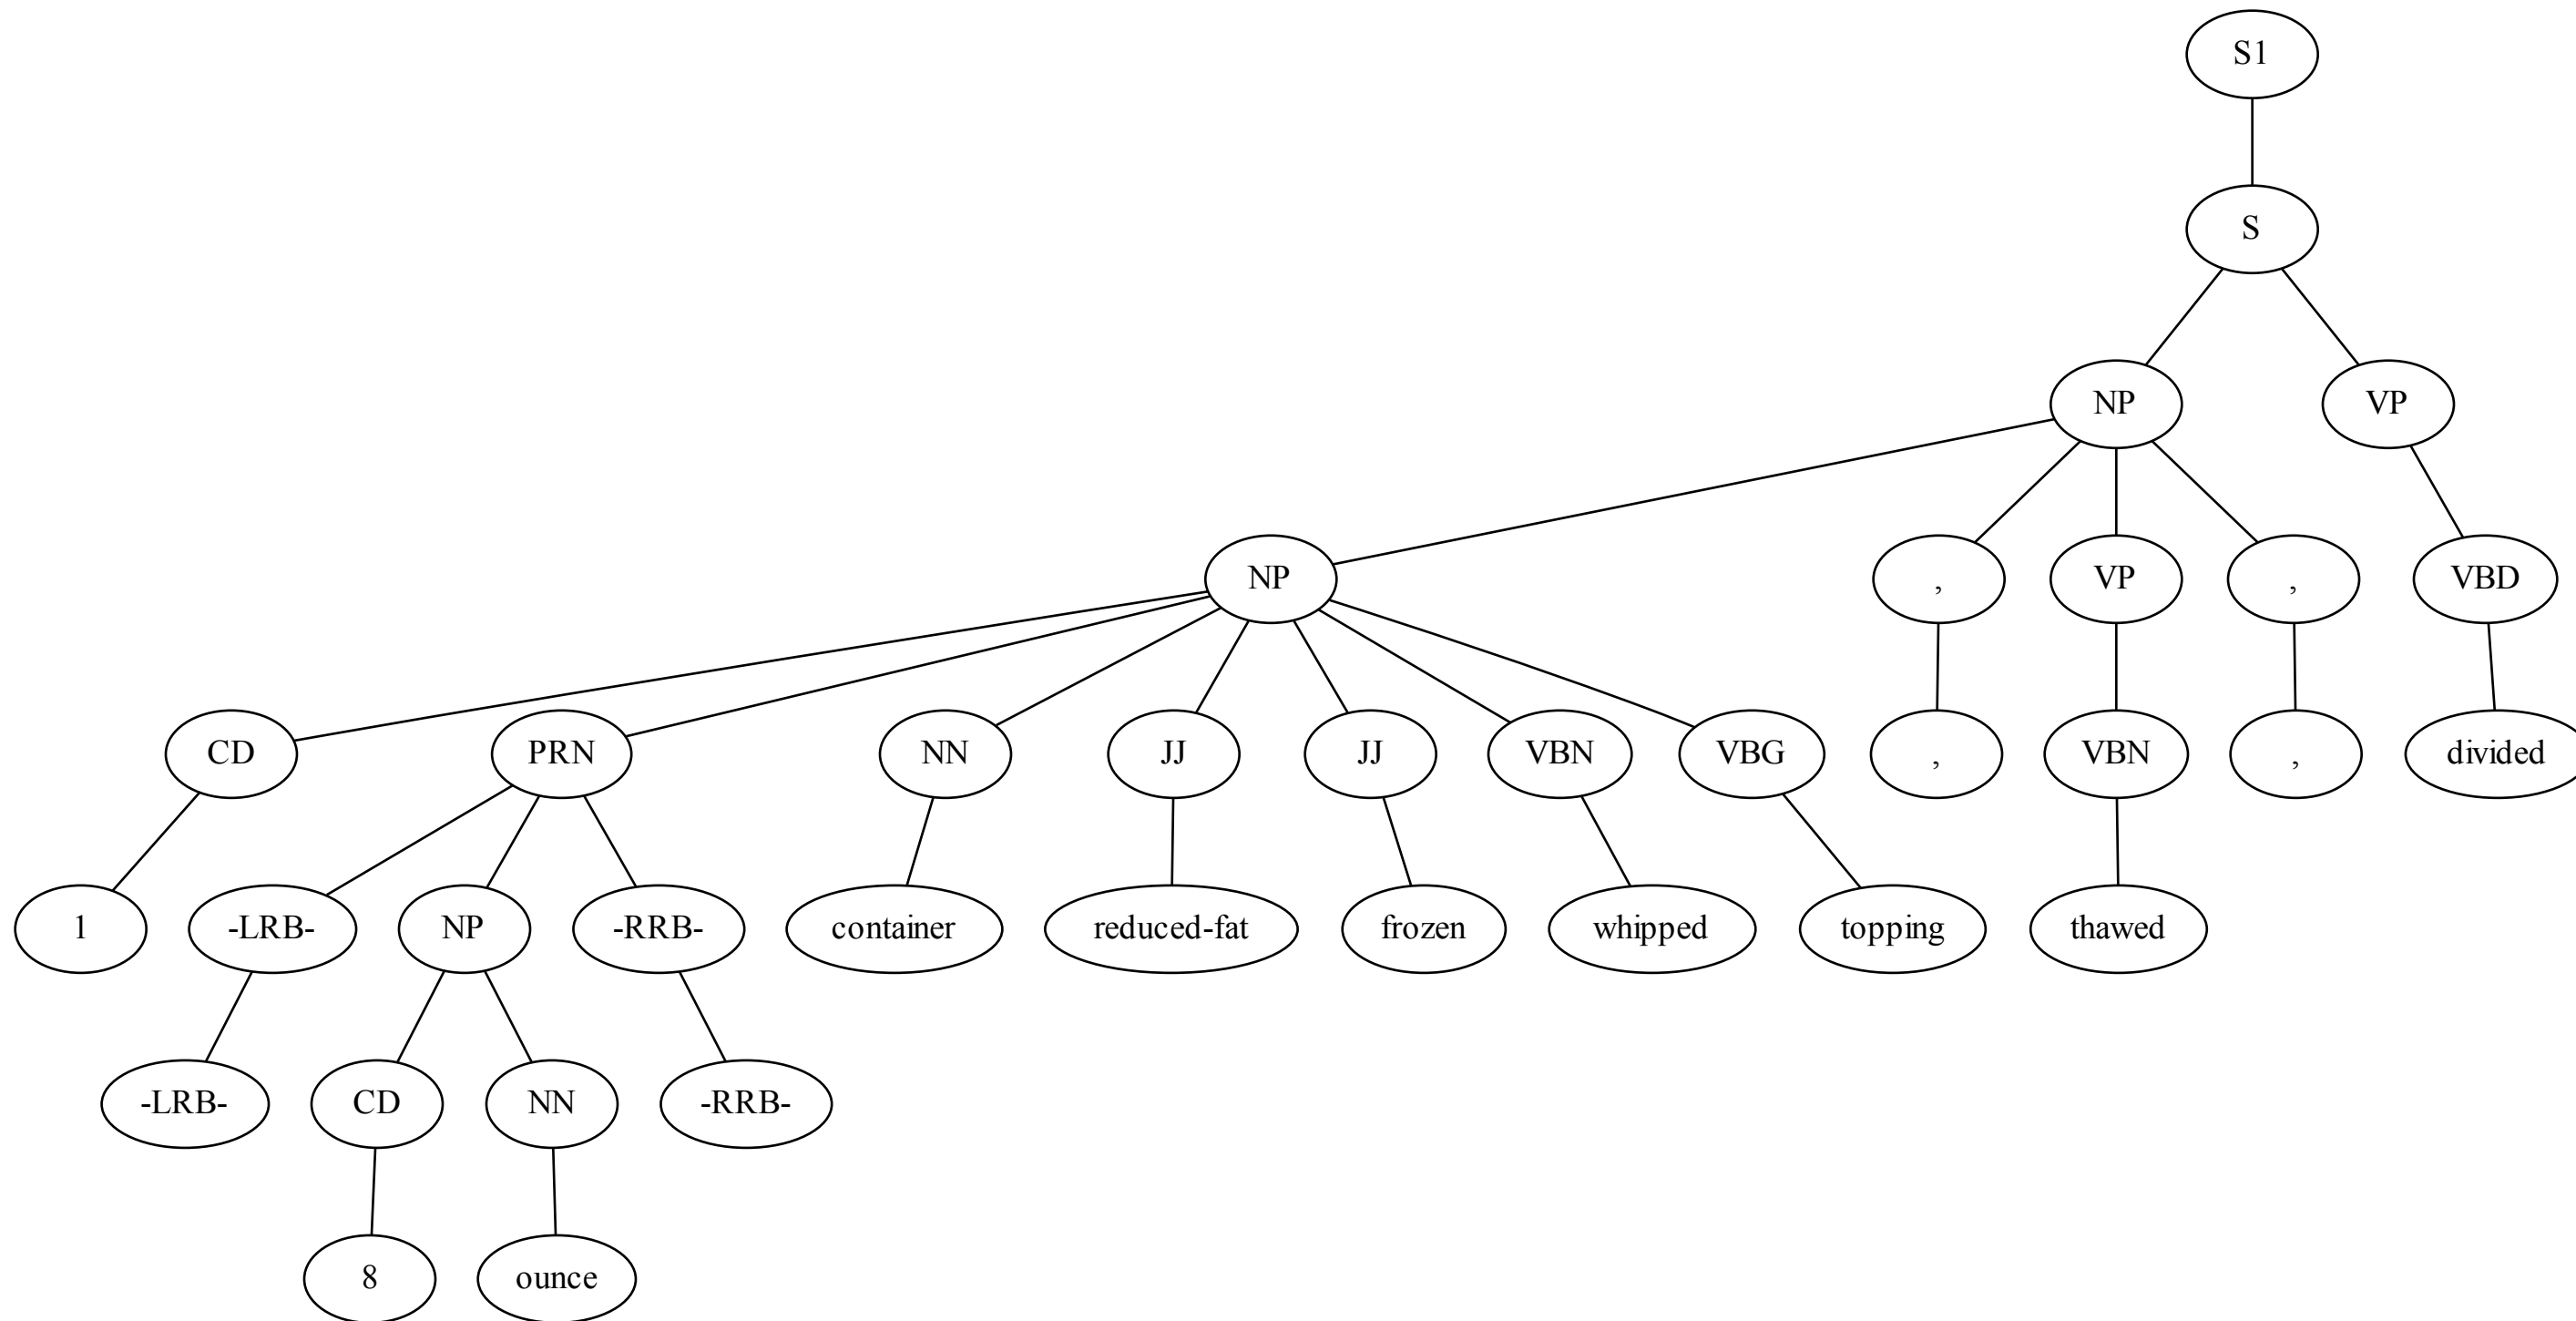 S1
S
NP VP
NP , VP , VBD
CD PRN NN JJ JJ VBN VBG , VBN , divided
1 -LRB- NP -RRB- container reduced-fat frozen whipped topping thawed
-LRB- CD NN -RRB-
8 ounce